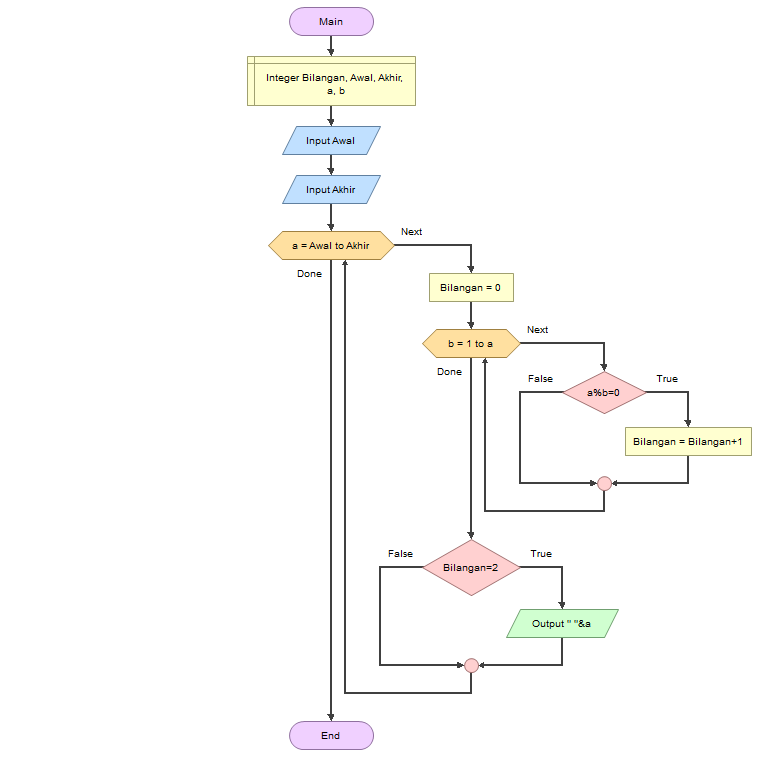 Main
Integer Bilangan, Awal, Akhir,
a, b
Input Awal
Input Akhir
a = Awal to Akhir
Next
Done
Bilangan = 0
b = 1 to a
Next
Done
False
True
a%b=0
Bilangan = Bilangan+1
False
True
Bilangan=2
Output " "&a
End